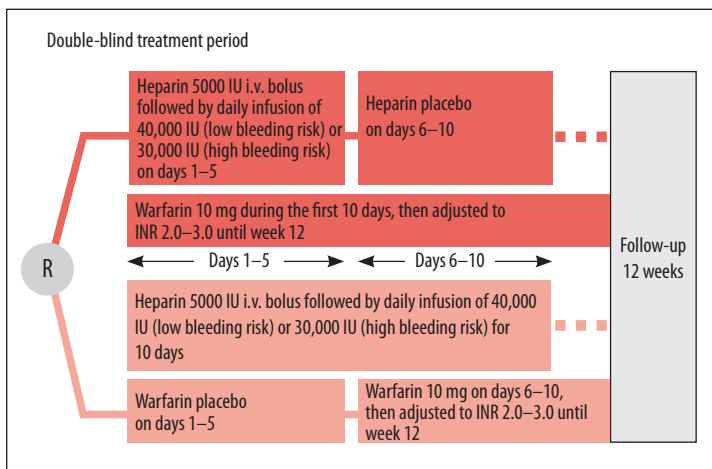 Double-blind treatment period
Heparin 5000 IU i.v. bolus
followed by daily infusion of
40,000 IU (low bleeding risk) or
30,000 IU (high bleeding risk)
on days 1–5
Heparin placebo
on days 6–10
Warfarin 10 mg during the first 10 days, then adjusted to
INR 2.0–3.0 until week 12
Days 1–5
Days 6–10
R
Follow-up
12 weeks
Heparin 5000 IU i.v. bolus followed by daily infusion of 40,000
IU (low bleeding risk) or 30,000 IU (high bleeding risk) for
10 days
Warfarin placebo
on days 1–5
Warfarin 10 mg on days 6–10,
then adjusted to INR 2.0–3.0 until
week 12